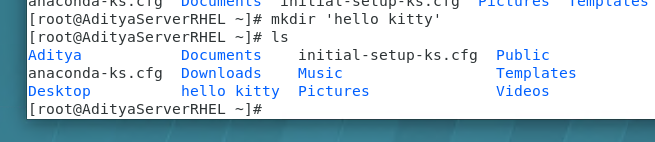 anaconda-ks.cfg  Documents  initial-setup-ks.cfg  Pictures  Templates
[root@AdityaServerRHEL ~]# mkdir 'hello kitty'
[root@AdityaServerRHEL ~]# ls
Aditya           Documents    initial-setup-ks.cfg  Public
anaconda-ks.cfg  Downloads    Music                 Templates
Desktop          hello kitty  Pictures              Videos
[root@AdityaServerRHEL ~]#